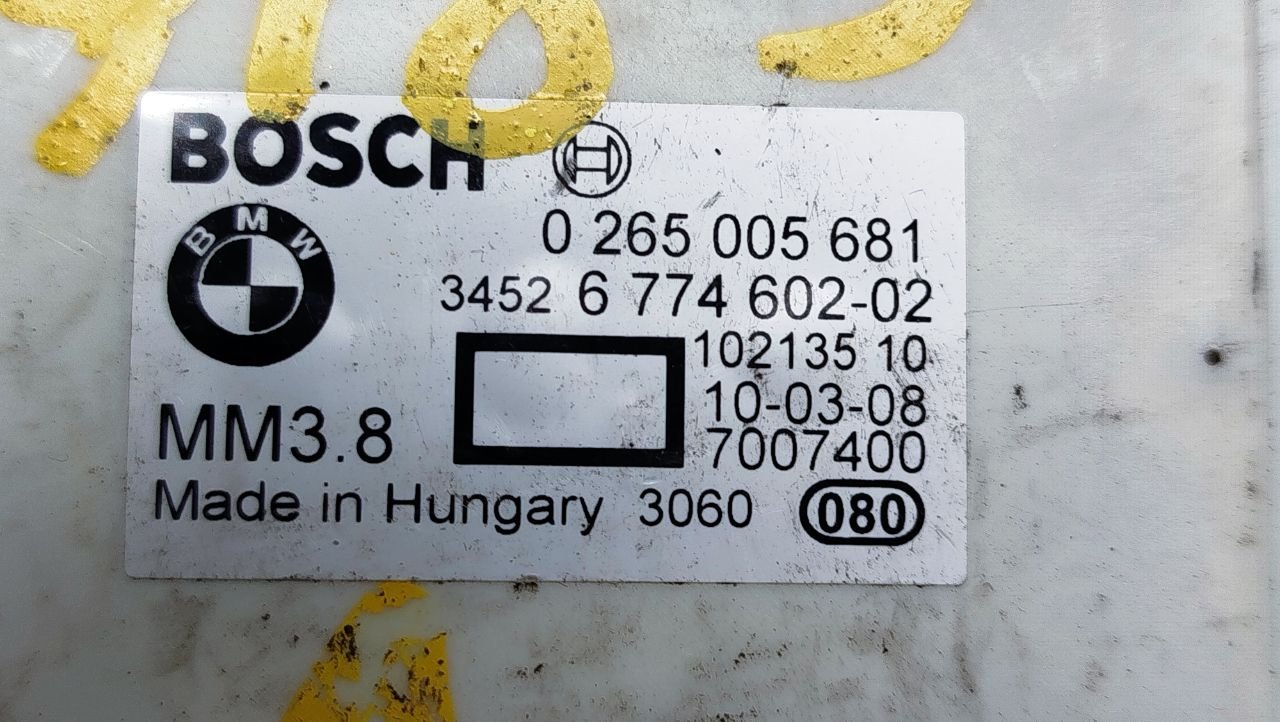 BOSCH
BMW
0 265 005 681
3452 6 774 602-02
102135 10
10-03-08
MM3.8
7007400
Made in Hungary 3060 080